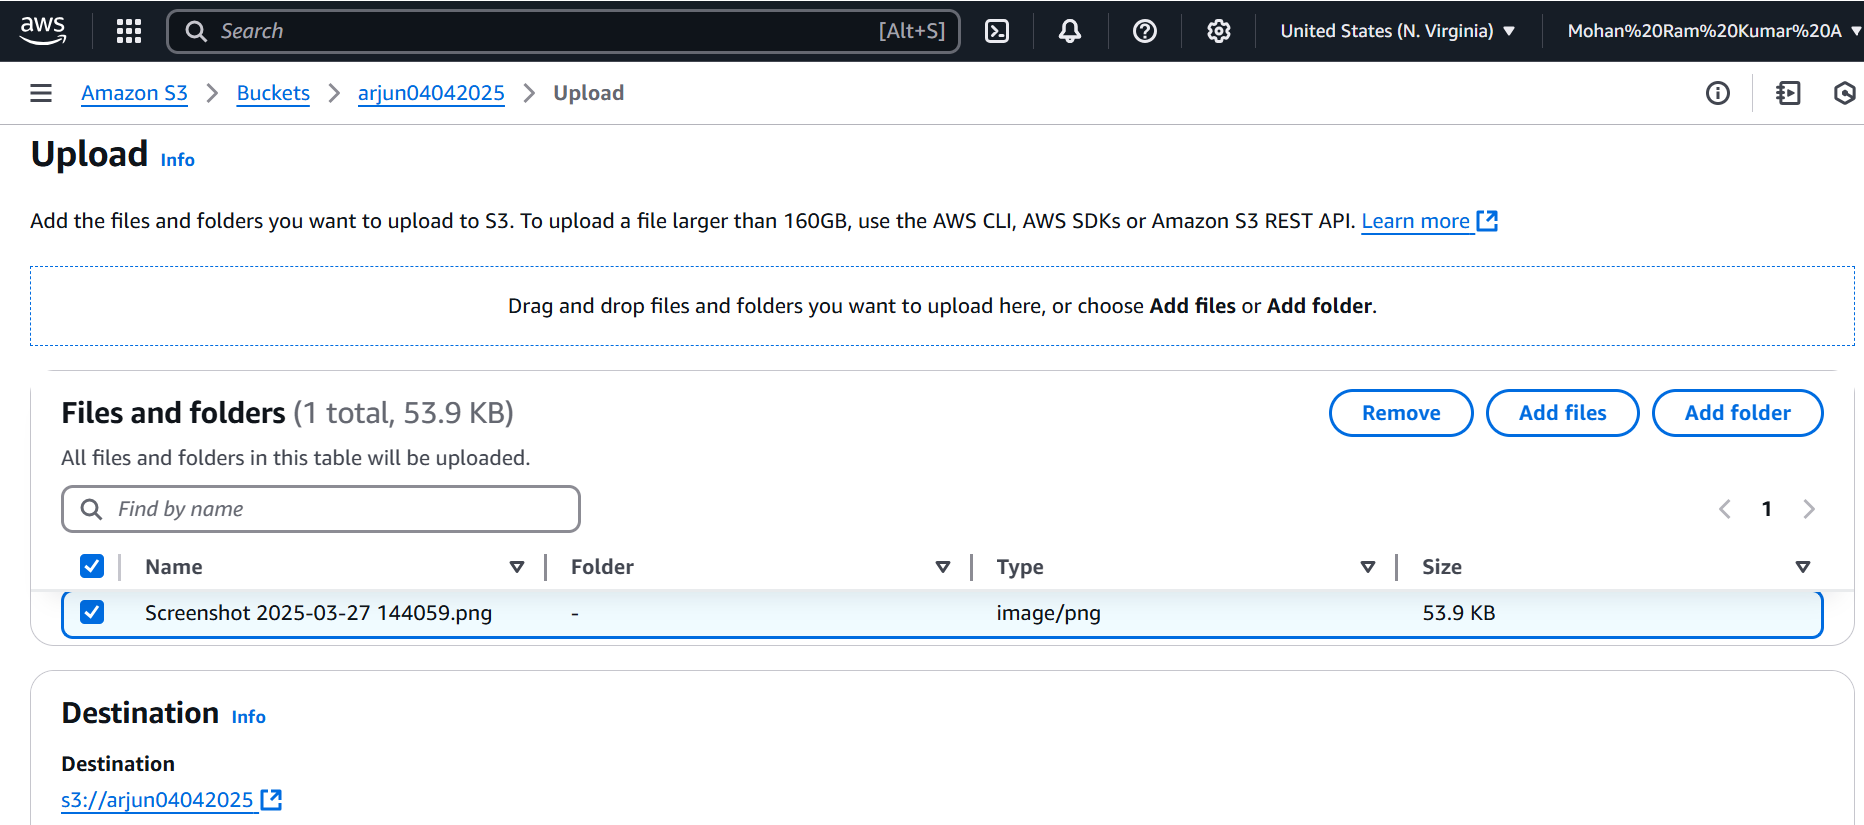 aws Search [Alt+S] United States (N. Virginia) Mohan%20Ram%20Kumar%20A
Amazon S3 Buckets arjun04042025 Upload
Upload Info
Add the files and folders you want to upload to S3. To upload a file larger than 160GB, use the AWS CLI, AWS SDKs or Amazon S3 REST API. Learn more
Drag and drop files and folders you want to upload here, or choose Add files or Add folder.
Files and folders (1 total, 53.9 KB) Remove Add files Add folder
All files and folders in this table will be uploaded.
Find by name 1
Name Folder Type Size
Screenshot 2025-03-27 144059.png - image/png 53.9 KB
Destination Info
Destination
s3://arjun04042025